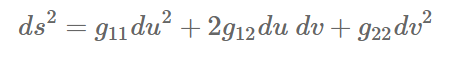 ds² = g₁₁du² + 2g₁₂du dv + g₂₂dv²